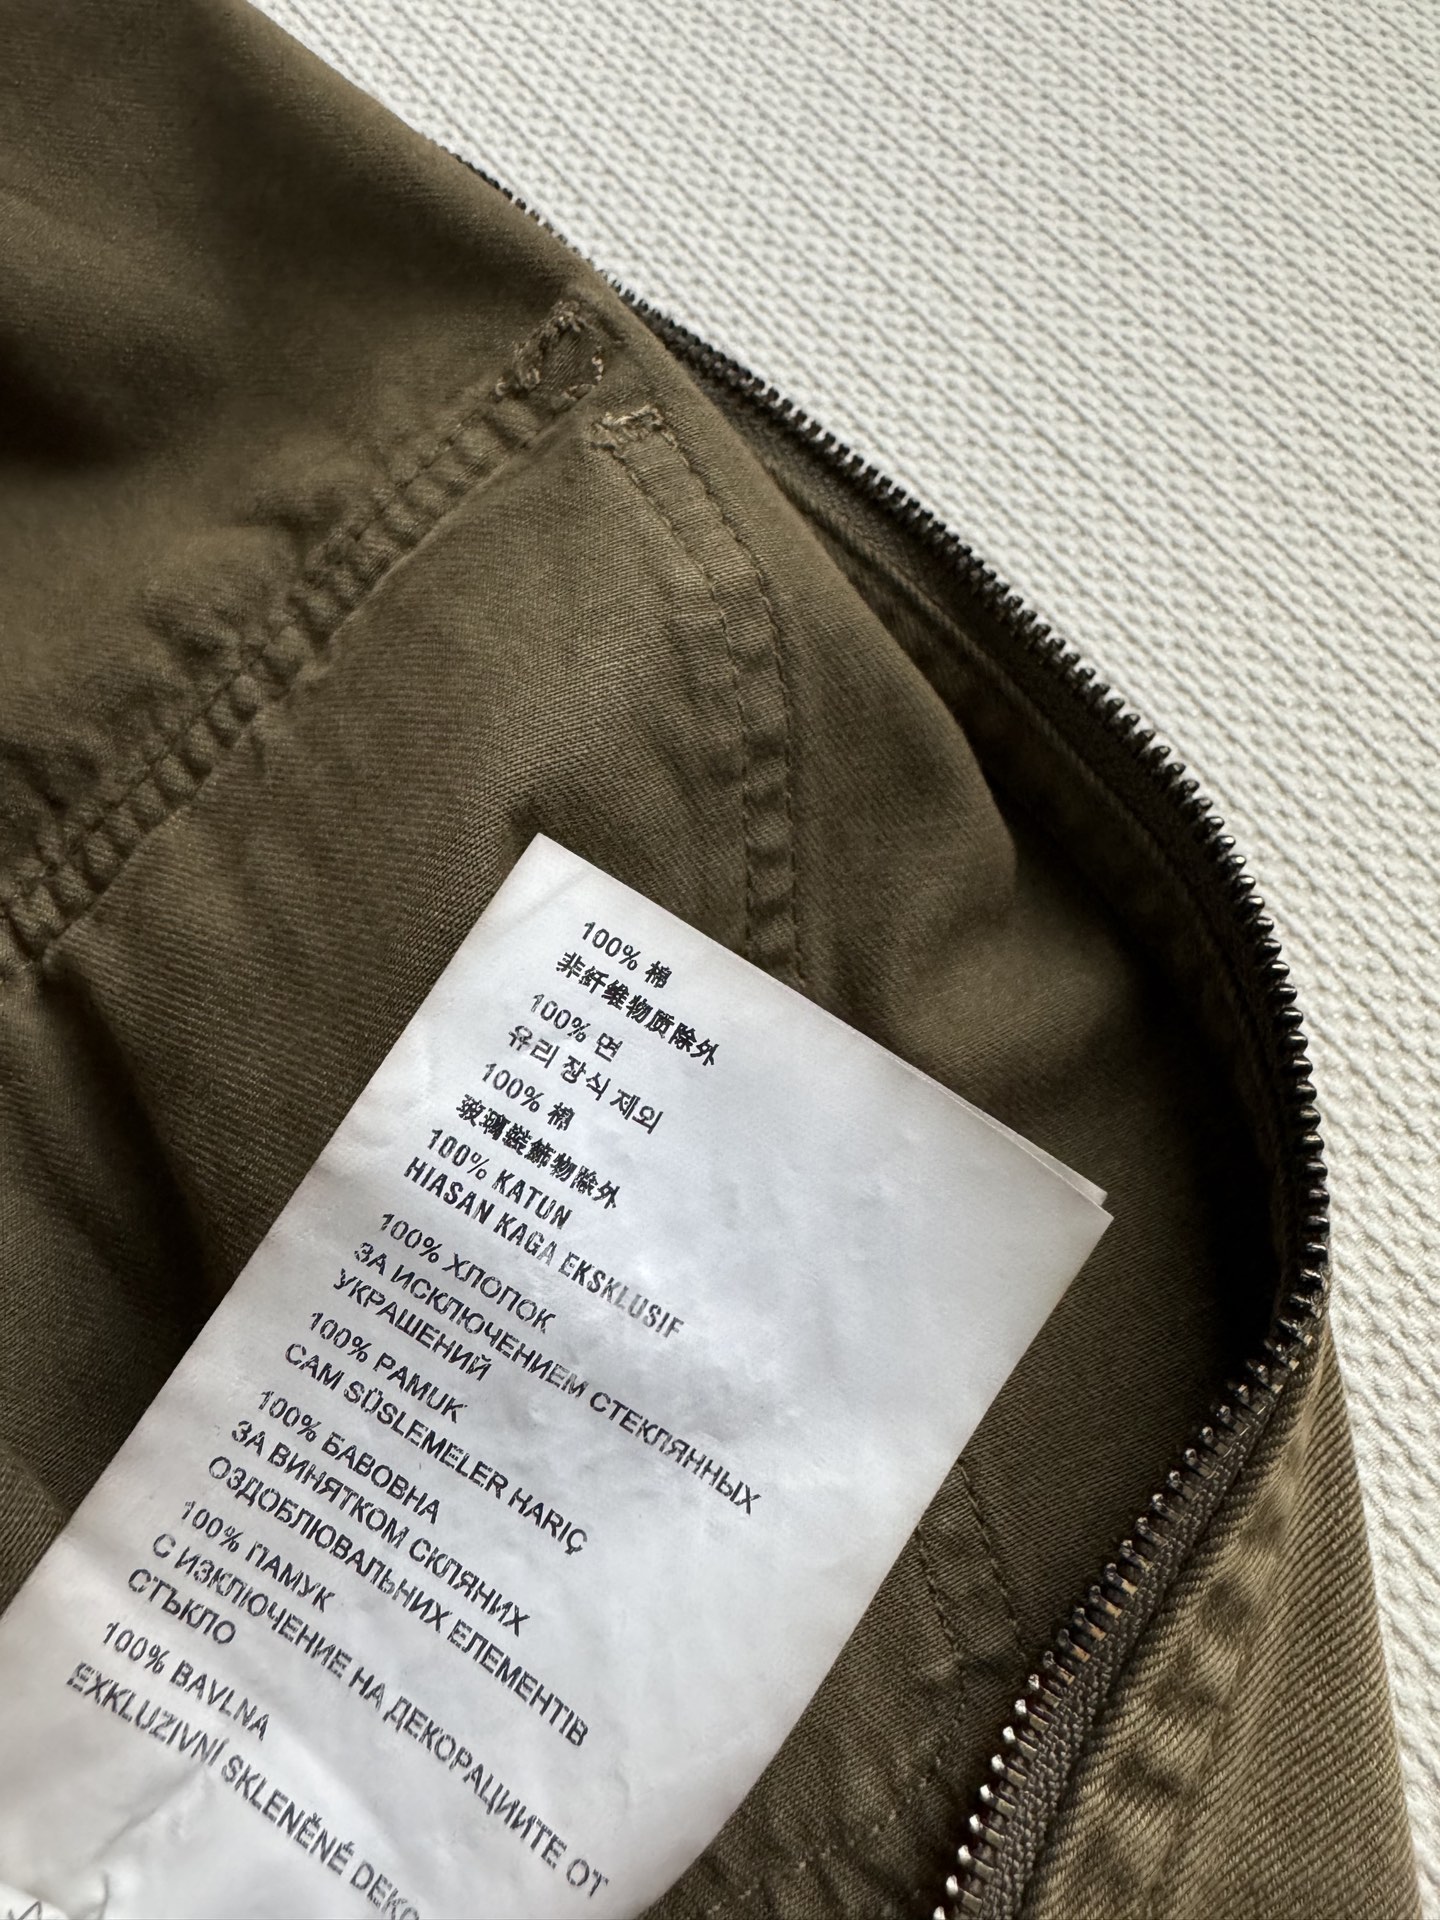 100% 棉
非纤维物质除外
100% 면
유리 장식 제외
100% 棉
玻璃裝飾物除外
100% KATUN
HIASAN KAGA EKSKLUSIF
100% ХЛОПОК
ЗА ИСКЛЮЧЕНИЕМ СТЕКЛЯННЫХ
УКРАШЕНИЙ
100% PAMUK
CAM SÜSLEMELER HARIÇ
100% БАВОВНА
ЗА ВИНЯТКОМ СКЛЯНИХ
ОЗДОБЛЮВАЛЬНИХ ЕЛЕМЕНТІВ
100% ПАМУК
С ИЗКЛЮЧЕНИЕ НА ДЕКОРАЦИИТЕ ОТ
СТЪКЛО
100% BAVLNA
EXKLUZIVNÍ SKLENĚNÉ DEKO